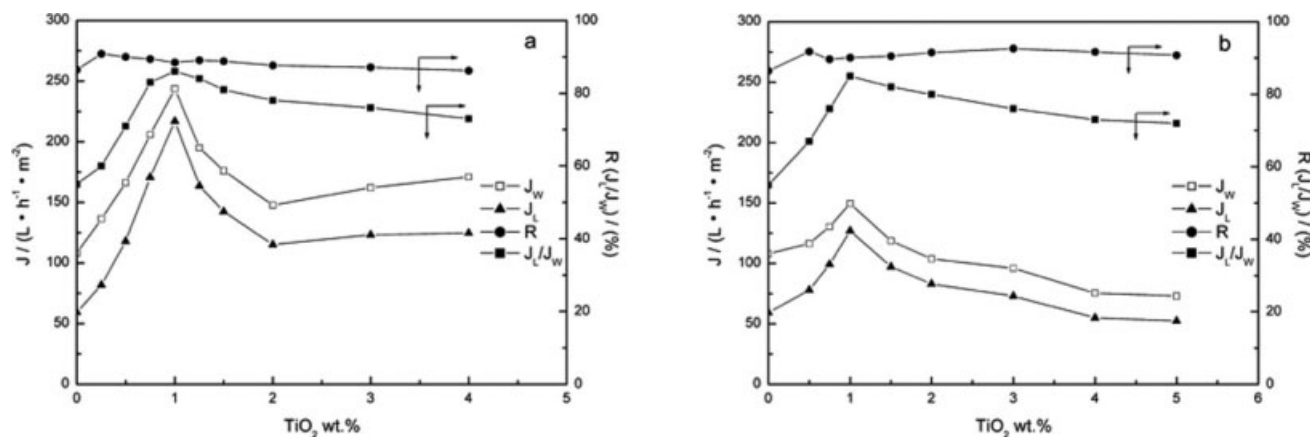 a
300
250
200
150
100
50
0
J / (L • h⁻¹ • m⁻²)
100
80
60
40
20
0
R (J_L/J_W) / (%)
J_W
J_L
R
J_L/J_W
0 1 2 3 4 5
TiO₂ wt.%
b
300
250
200
150
100
50
0
J / (L • h⁻¹ • m⁻²)
100
80
60
40
20
0
R (J_L/J_W) / (%)
J_W
J_L
R
J_L/J_W
0 1 2 3 4 5 6
TiO₂ wt.%